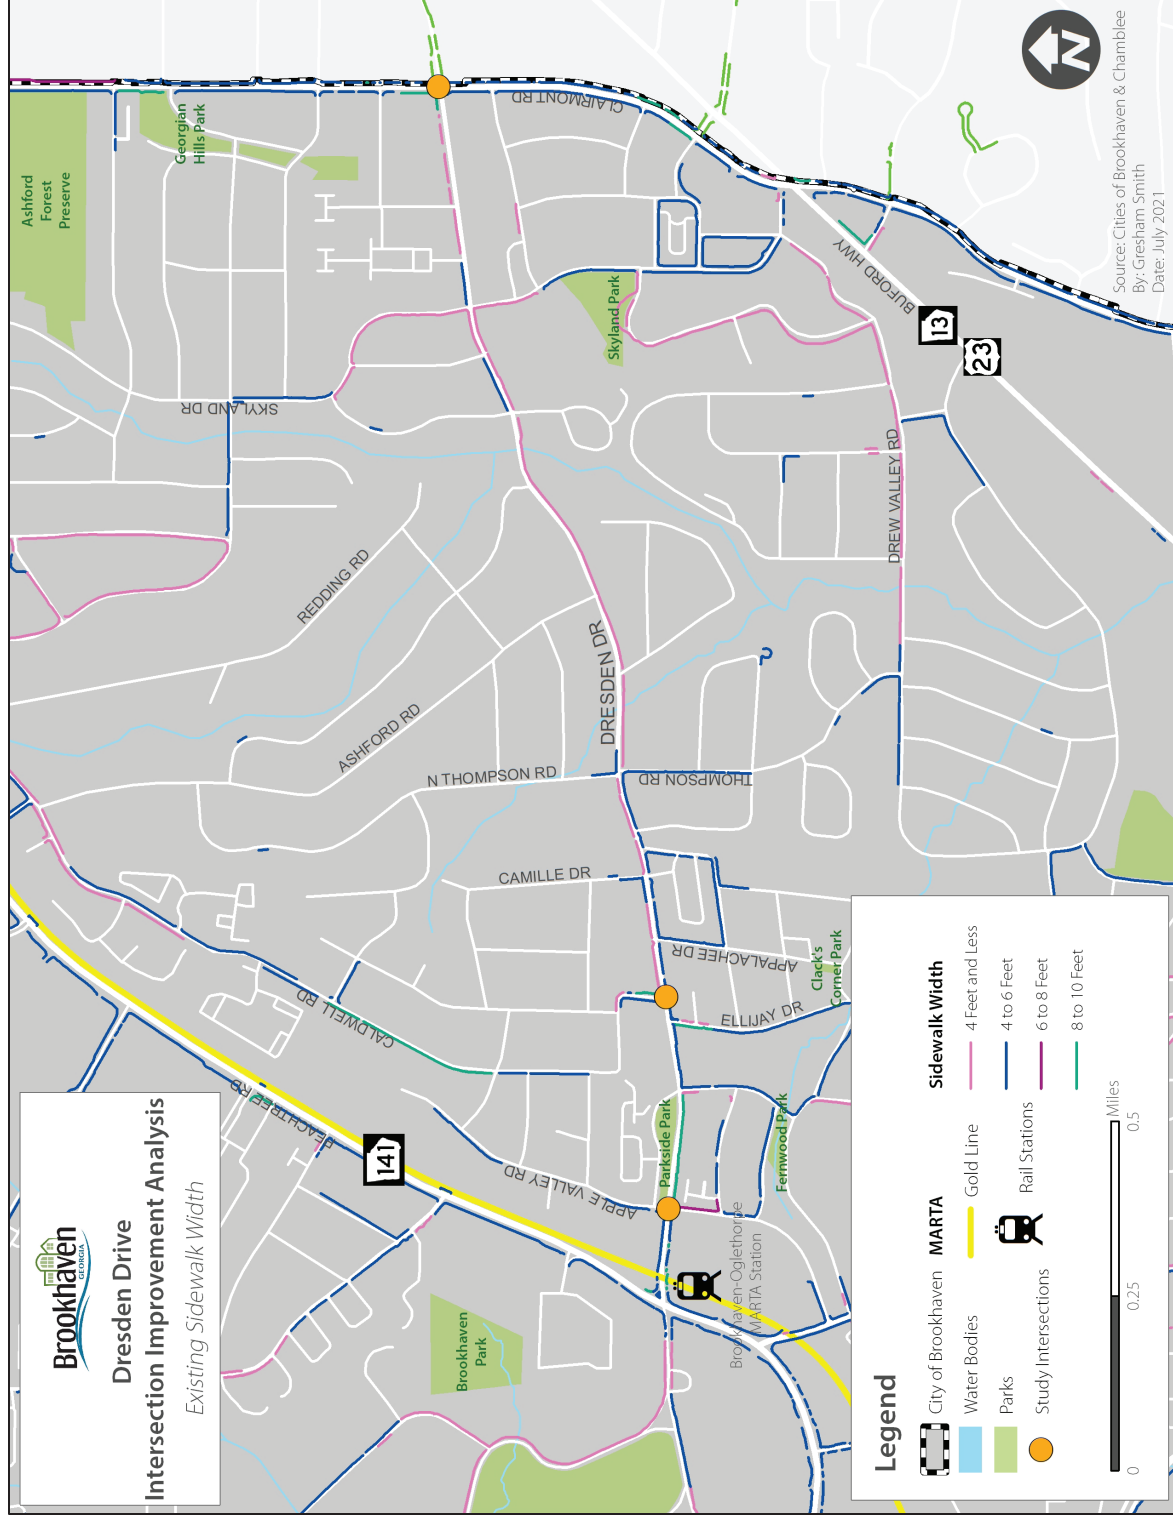 Brookhaven
GEORGIA
Dresden Drive
Intersection Improvement Analysis
Existing Sidewalk Width
Ashford
Forest
Preserve
Georgian
Hills Park
CLAIRMONT RD
SKYLAND DR
Skyland Park
BUFORD HWY
13
23
REDDING RD
DREW VALLEY RD
ASHFORD RD
DRESDEN DR
N THOMPSON RD
THOMPSON RD
CAMILLE DR
APPALACHEE DR
Clack's
Corner Park
CALDWELL RD
ELLIJAY DR
PEACHTREE RD
141
APPLE VALLEY RD
Parkside Park
Fernwood Park
Brookhaven-Oglethorpe
MARTA Station
Brookhaven
Park
N
Source: Cities of Brookhaven & Chamblee
By: Gresham Smith
Date: July 2021
Legend
City of Brookhaven
Water Bodies
Parks
Study Intersections
MARTA
Gold Line
Rail Stations
Sidewalk Width
4 Feet and Less
4 to 6 Feet
6 to 8 Feet
8 to 10 Feet
0
0.25
0.5
Miles